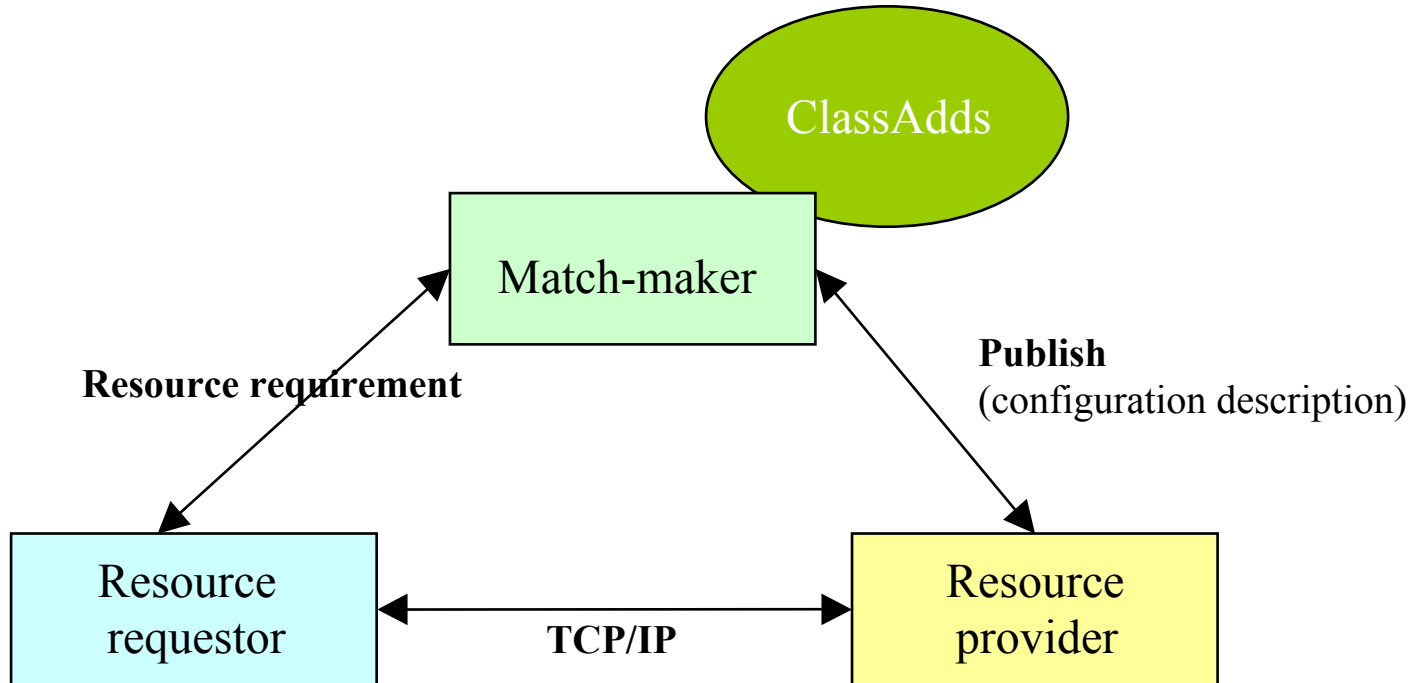 ClassAdds
Match-maker
Publish
(configuration description)
Resource requirement
Resource
requestor
TCP/IP
Resource
provider